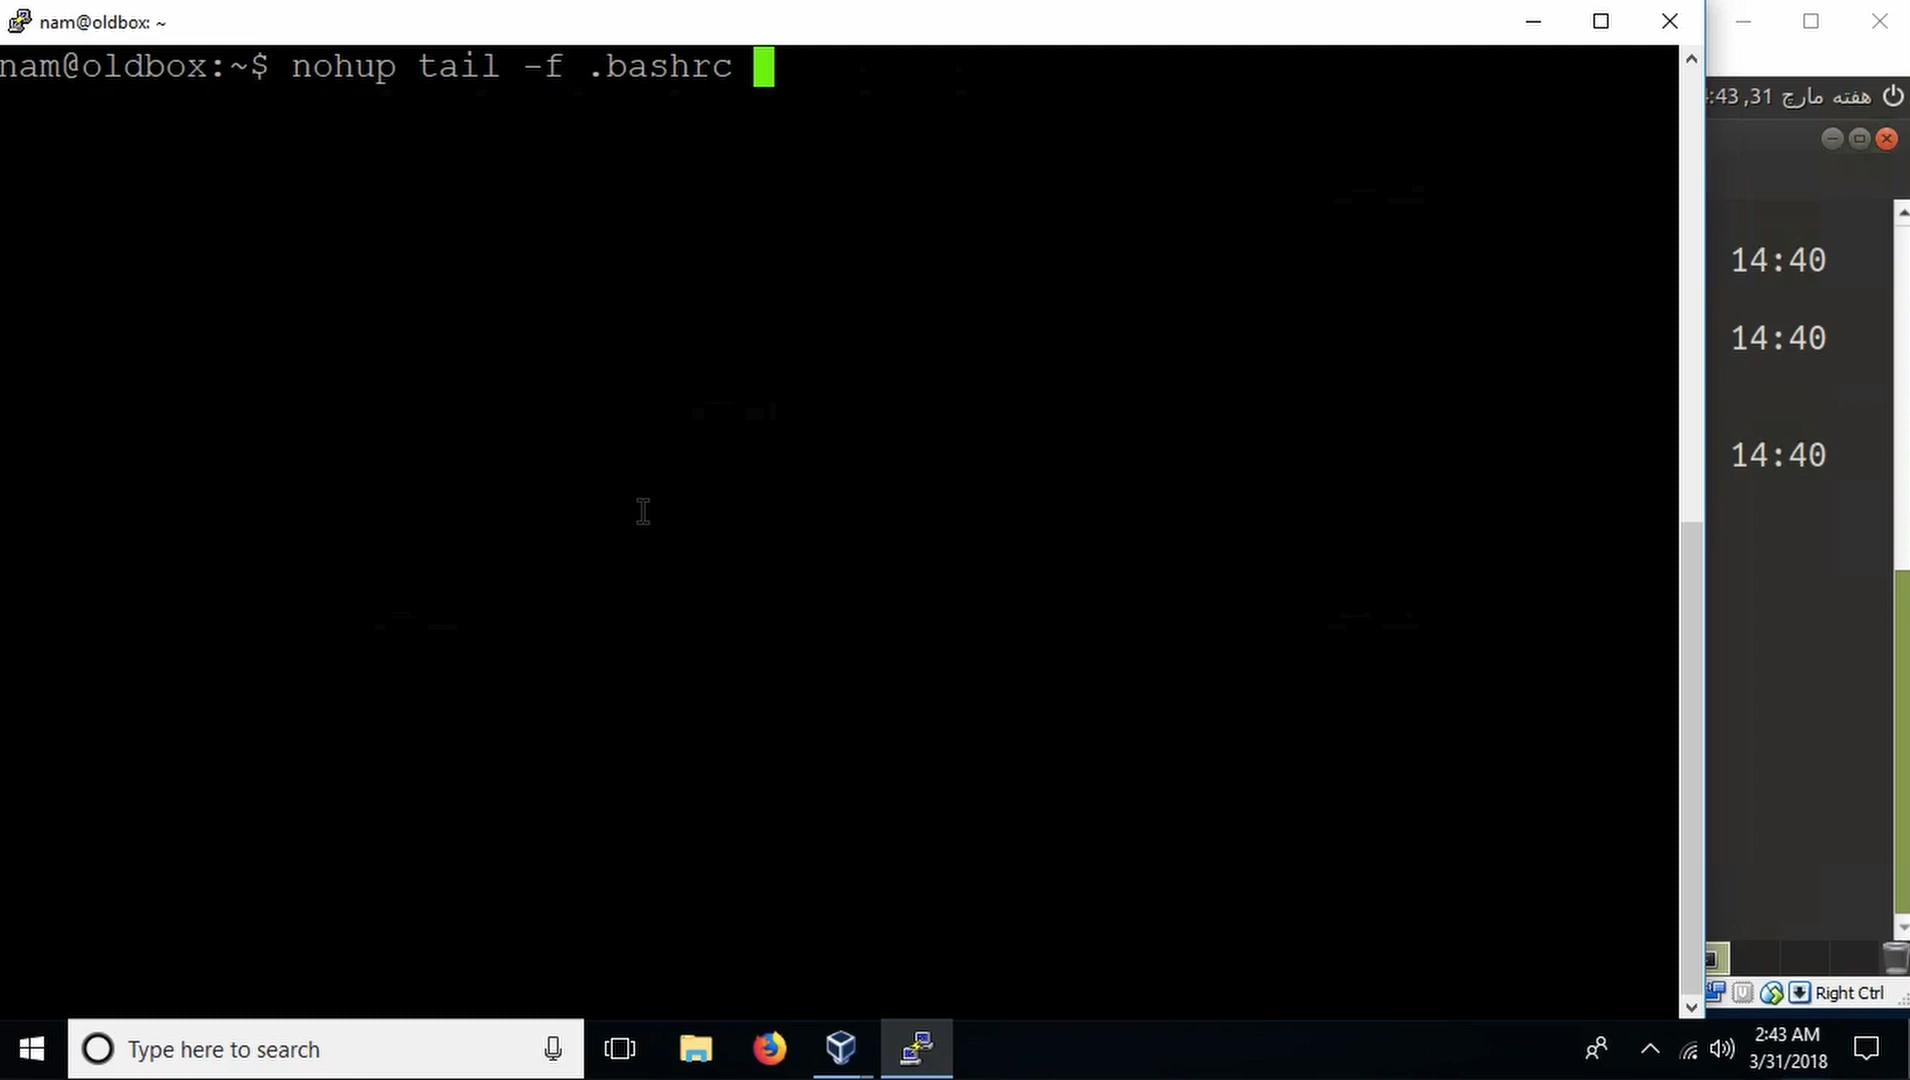 nam@oldbox: ~
nam@oldbox:~$ nohup tail -f .bashrc
هفته مارچ 31, :43
14:40
14:40
14:40
Right Ctrl
Type here to search
2:43 AM
3/31/2018